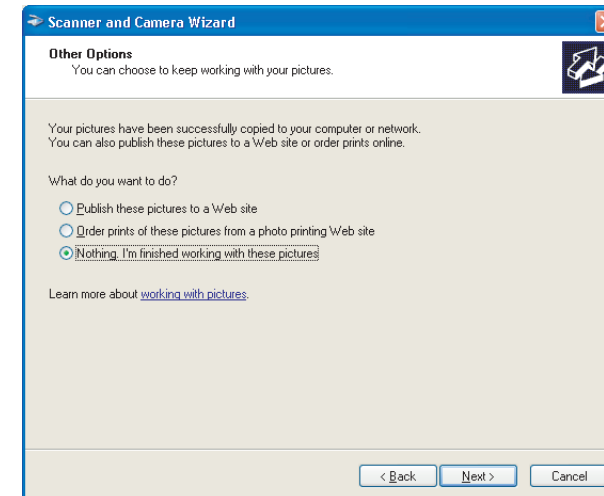 Scanner and Camera Wizard
Other Options
You can choose to keep working with your pictures.
Your pictures have been successfully copied to your computer or network.
You can also publish these pictures to a Web site or order prints online.
What do you want to do?
Publish these pictures to a Web site
Order prints of these pictures from a photo printing Web site
Nothing. I'm finished working with these pictures
Learn more about working with pictures.
< Back Next > Cancel